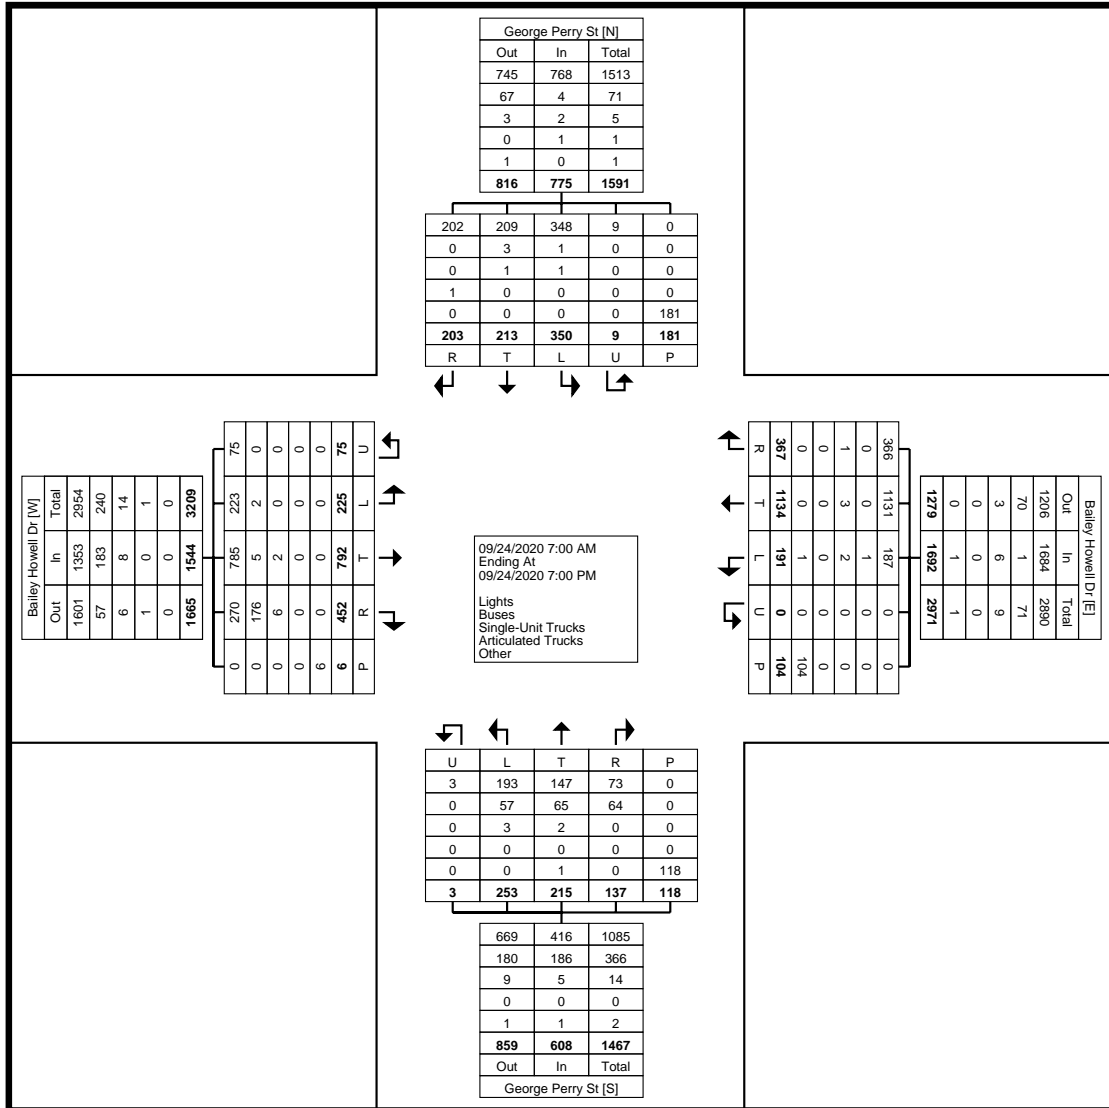 George Perry St [N]
Out In Total
745 768 1513
67 4 71
3 2 5
0 1 1
1 0 1
816 775 1591
202 209 348 9 0
0 3 1 0 0
0 1 1 0 0
1 0 0 0 0
0 0 0 0 181
203 213 350 9 181
R T L U P
Bailey Howell Dr [W]
Total 2954 240 14 1 0 3209
In 1353 183 8 0 0 1544
Out 1601 57 6 1 0 1665
75 0 0 0 0 75 U
223 2 0 0 0 225 L
785 5 2 0 0 792 T
270 176 6 0 0 452 R
0 0 0 0 6 6 P
09/24/2020 7:00 AM
Ending At
09/24/2020 7:00 PM
Lights
Buses
Single-Unit Trucks
Articulated Trucks
Other
R 367 0 0 1 0 366
T 1134 0 0 3 0 1131
L 191 1 0 2 1 187
U 0 0 0 0 0 0
P 104 104 0 0 0 0
Bailey Howell Dr [E]
Out 1206 70 3 0 0 1279
In 1684 1 6 0 1 1692
Total 2890 71 9 0 1 2971
U L T R P
3 193 147 73 0
0 57 65 64 0
0 3 2 0 0
0 0 0 0 0
0 0 1 0 118
3 253 215 137 118
669 416 1085
180 186 366
9 5 14
0 0 0
1 1 2
859 608 1467
Out In Total
George Perry St [S]